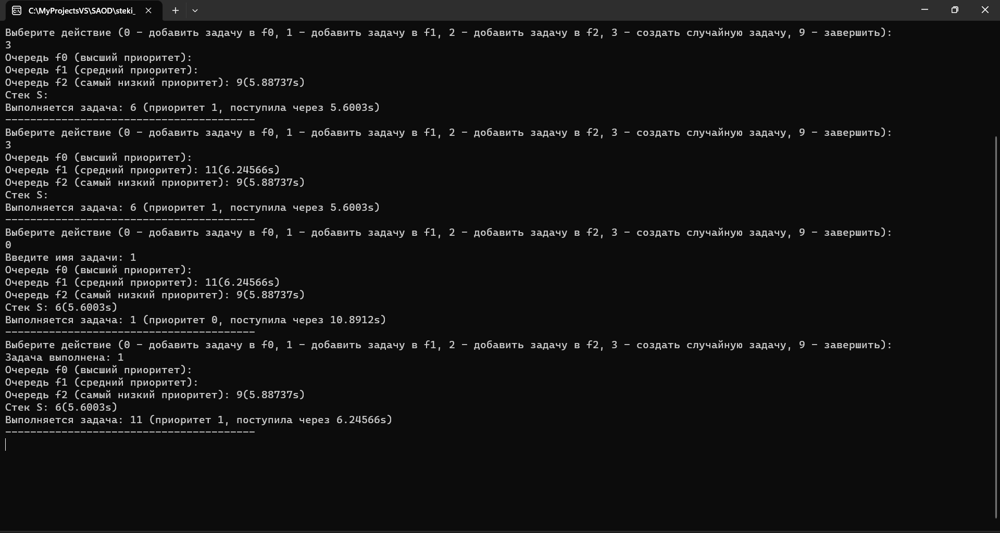 C:\MyProjectsVS\SAOD\steki_
Выберите действие (0 - добавить задачу в f0, 1 - добавить задачу в f1, 2 - добавить задачу в f2, 3 - создать случайную задачу, 9 - завершить):
3
Очередь f0 (высший приоритет):
Очередь f1 (средний приоритет):
Очередь f2 (самый низкий приоритет): 9(5.88737s)
Стек S:
Выполняется задача: 6 (приоритет 1, поступила через 5.6003s)
----------------------------------------
Выберите действие (0 - добавить задачу в f0, 1 - добавить задачу в f1, 2 - добавить задачу в f2, 3 - создать случайную задачу, 9 - завершить):
3
Очередь f0 (высший приоритет):
Очередь f1 (средний приоритет): 11(6.24566s)
Очередь f2 (самый низкий приоритет): 9(5.88737s)
Стек S:
Выполняется задача: 6 (приоритет 1, поступила через 5.6003s)
----------------------------------------
Выберите действие (0 - добавить задачу в f0, 1 - добавить задачу в f1, 2 - добавить задачу в f2, 3 - создать случайную задачу, 9 - завершить):
0
Введите имя задачи: 1
Очередь f0 (высший приоритет):
Очередь f1 (средний приоритет): 11(6.24566s)
Очередь f2 (самый низкий приоритет): 9(5.88737s)
Стек S: 6(5.6003s)
Выполняется задача: 1 (приоритет 0, поступила через 10.8912s)
----------------------------------------
Выберите действие (0 - добавить задачу в f0, 1 - добавить задачу в f1, 2 - добавить задачу в f2, 3 - создать случайную задачу, 9 - завершить):
Задача выполнена: 1
Очередь f0 (высший приоритет):
Очередь f1 (средний приоритет):
Очередь f2 (самый низкий приоритет): 9(5.88737s)
Стек S: 6(5.6003s)
Выполняется задача: 11 (приоритет 1, поступила через 6.24566s)
----------------------------------------